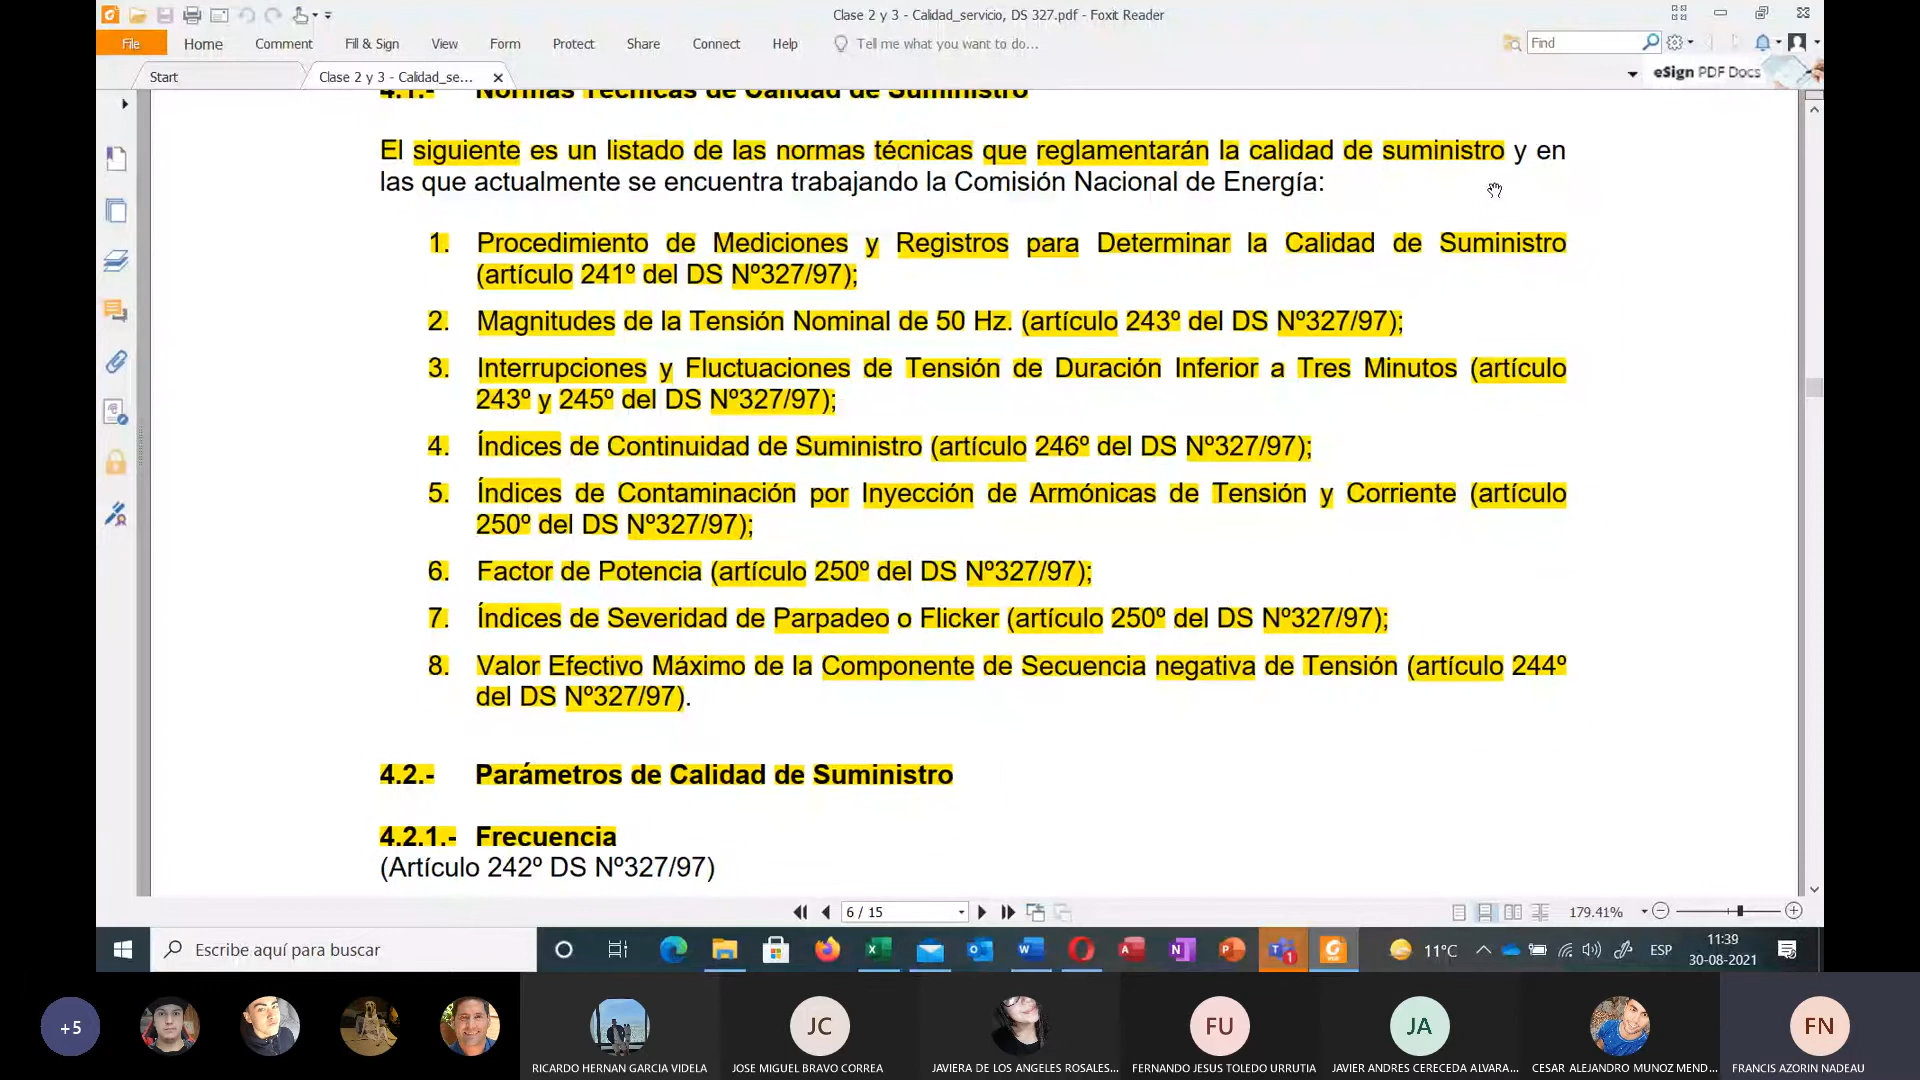 Clase 2 y 3 - Calidad_servicio, DS 327.pdf - Foxit Reader
File Home Comment Fill & Sign View Form Protect Share Connect Help Tell me what you want to do... Find
Start Clase 2 y 3 - Calidad_se... eSign PDF Docs
4.1.- Normas Técnicas de Calidad de Suministro
El siguiente es un listado de las normas técnicas que reglamentarán la calidad de suministro y en
las que actualmente se encuentra trabajando la Comisión Nacional de Energía:
1. Procedimiento de Mediciones y Registros para Determinar la Calidad de Suministro
(artículo 241º del DS Nº327/97);
2. Magnitudes de la Tensión Nominal de 50 Hz. (artículo 243º del DS Nº327/97);
3. Interrupciones y Fluctuaciones de Tensión de Duración Inferior a Tres Minutos (artículo
243º y 245º del DS Nº327/97);
4. Índices de Continuidad de Suministro (artículo 246º del DS Nº327/97);
5. Índices de Contaminación por Inyección de Armónicas de Tensión y Corriente (artículo
250º del DS Nº327/97);
6. Factor de Potencia (artículo 250º del DS Nº327/97);
7. Índices de Severidad de Parpadeo o Flicker (artículo 250º del DS Nº327/97);
8. Valor Efectivo Máximo de la Componente de Secuencia negativa de Tensión (artículo 244º
del DS Nº327/97).
4.2.- Parámetros de Calidad de Suministro
4.2.1.- Frecuencia
(Artículo 242º DS Nº327/97)
6 / 15 179.41%
Escribe aquí para buscar 11°C ESP 11:39
30-08-2021
+5 JC FU JA FN
RICARDO HERNAN GARCIA VIDELA JOSE MIGUEL BRAVO CORREA JAVIERA DE LOS ANGELES ROSALES... FERNANDO JESUS TOLEDO URRUTIA JAVIER ANDRES CERECEDA ALVARA... CESAR ALEJANDRO MUNOZ MEND... FRANCIS AZORIN NADEAU